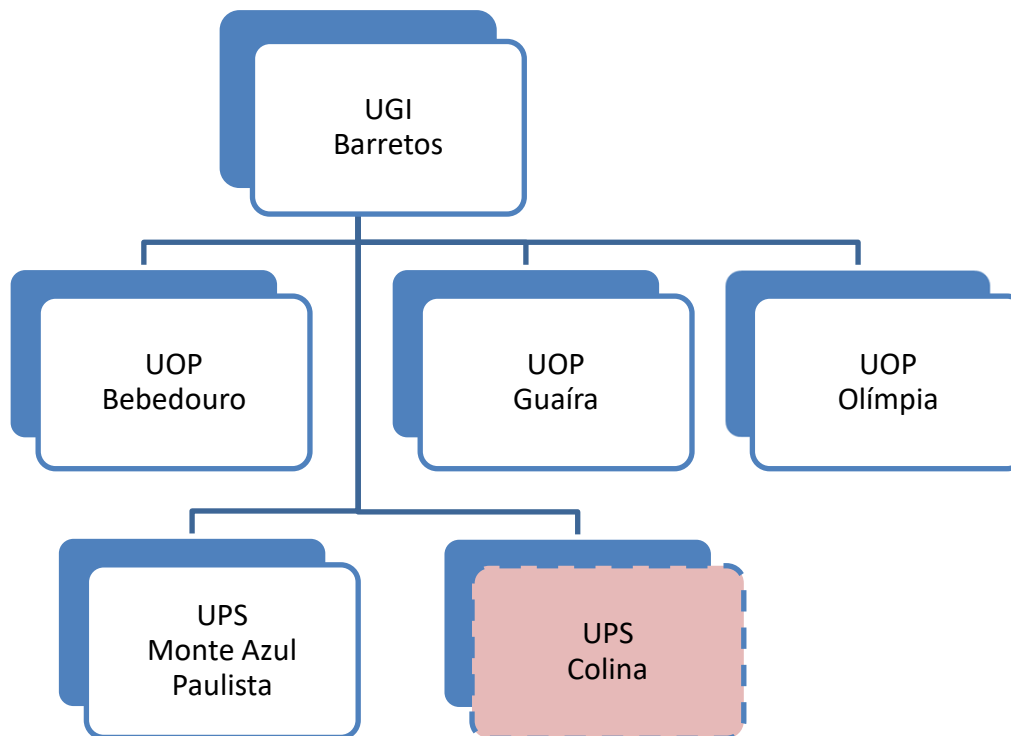 UGI
Barretos
UOP
Bebedouro
UOP
Guaíra
UOP
Olímpia
UPS
Monte Azul
Paulista
UPS
Colina